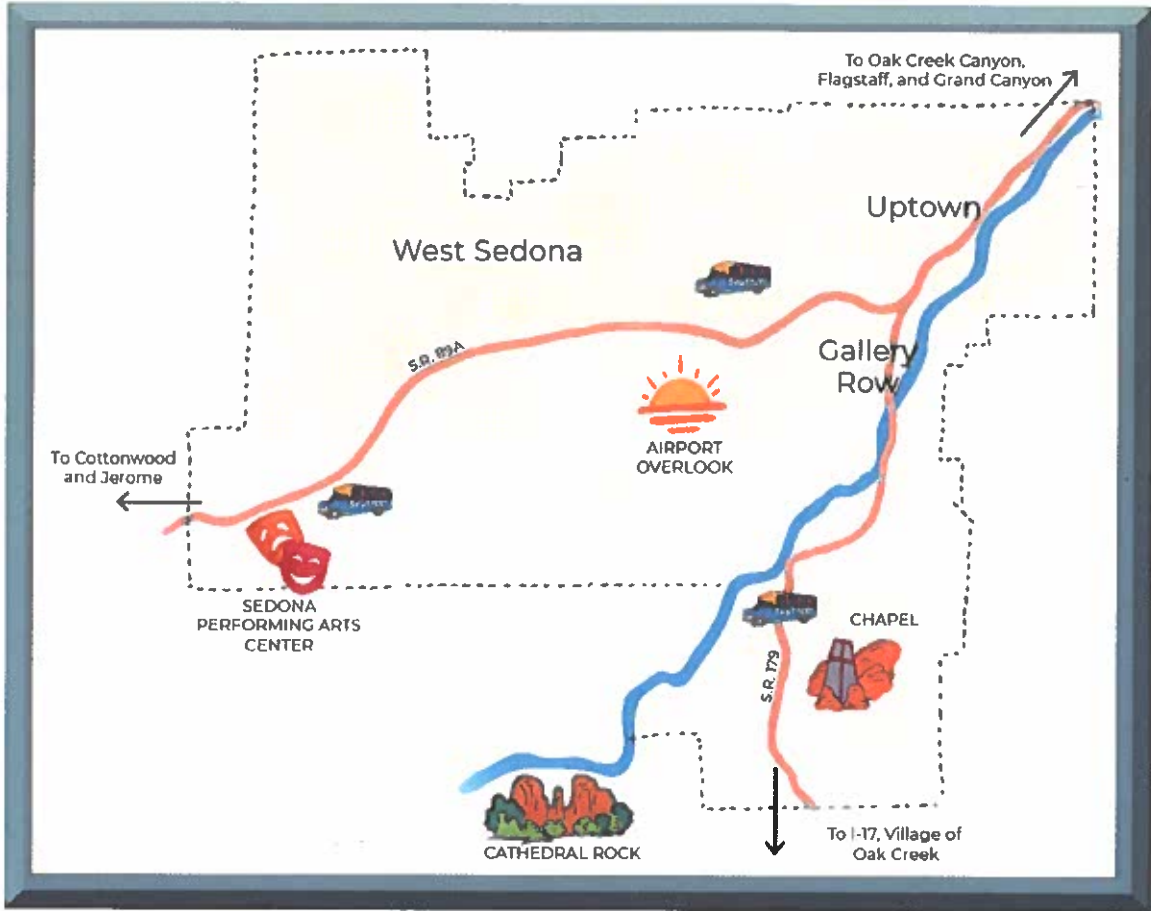 To Oak Creek Canyon,
Flagstaff, and Grand Canyon
Uptown
West Sedona
S.R. 89A
Gallery
Row
AIRPORT
OVERLOOK
To Cottonwood
and Jerome
SEDONA
PERFORMING ARTS
CENTER
CHAPEL
S.R. 179
CATHEDRAL ROCK
To I-17, Village of
Oak Creek